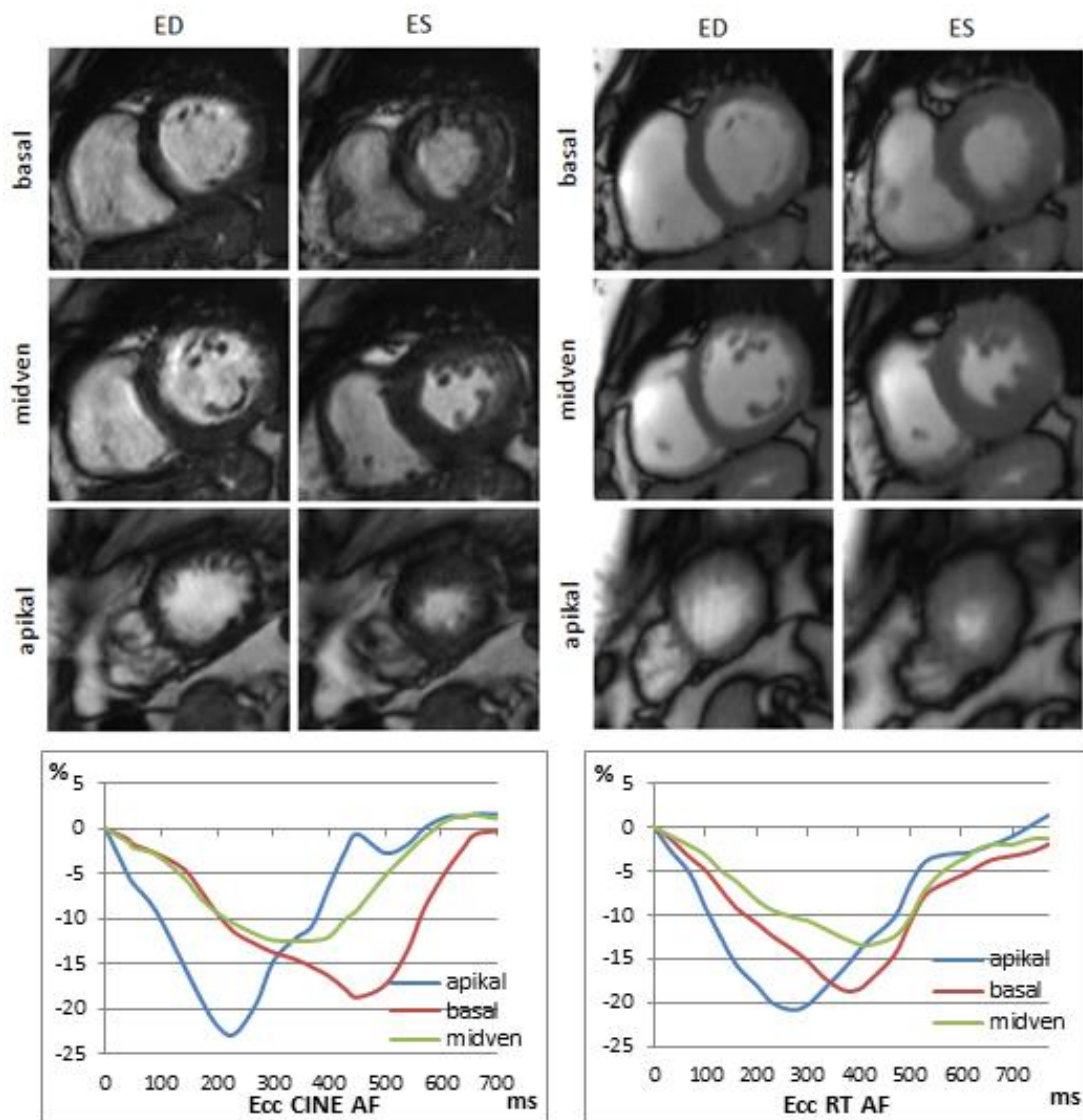 ED ES ED ES
basal basal
midven midven
apikal apikal
% 
5
0
-5
-10
-15
-20
-25
apikal
basal
midven
0 100 200 300 400 500 600 700
Ecc CINE AF ms
%
5
0
-5
-10
-15
-20
-25
apikal
basal
midven
0 100 200 300 400 500 600 700
Ecc RT AF ms